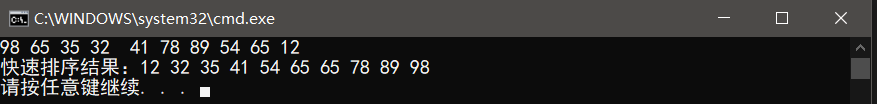 C:\WINDOWS\system32\cmd.exe
98 65 35 32  41 78 89 54 65 12
快速排序结果：12 32 35 41 54 65 65 78 89 98
请按任意键继续. . .